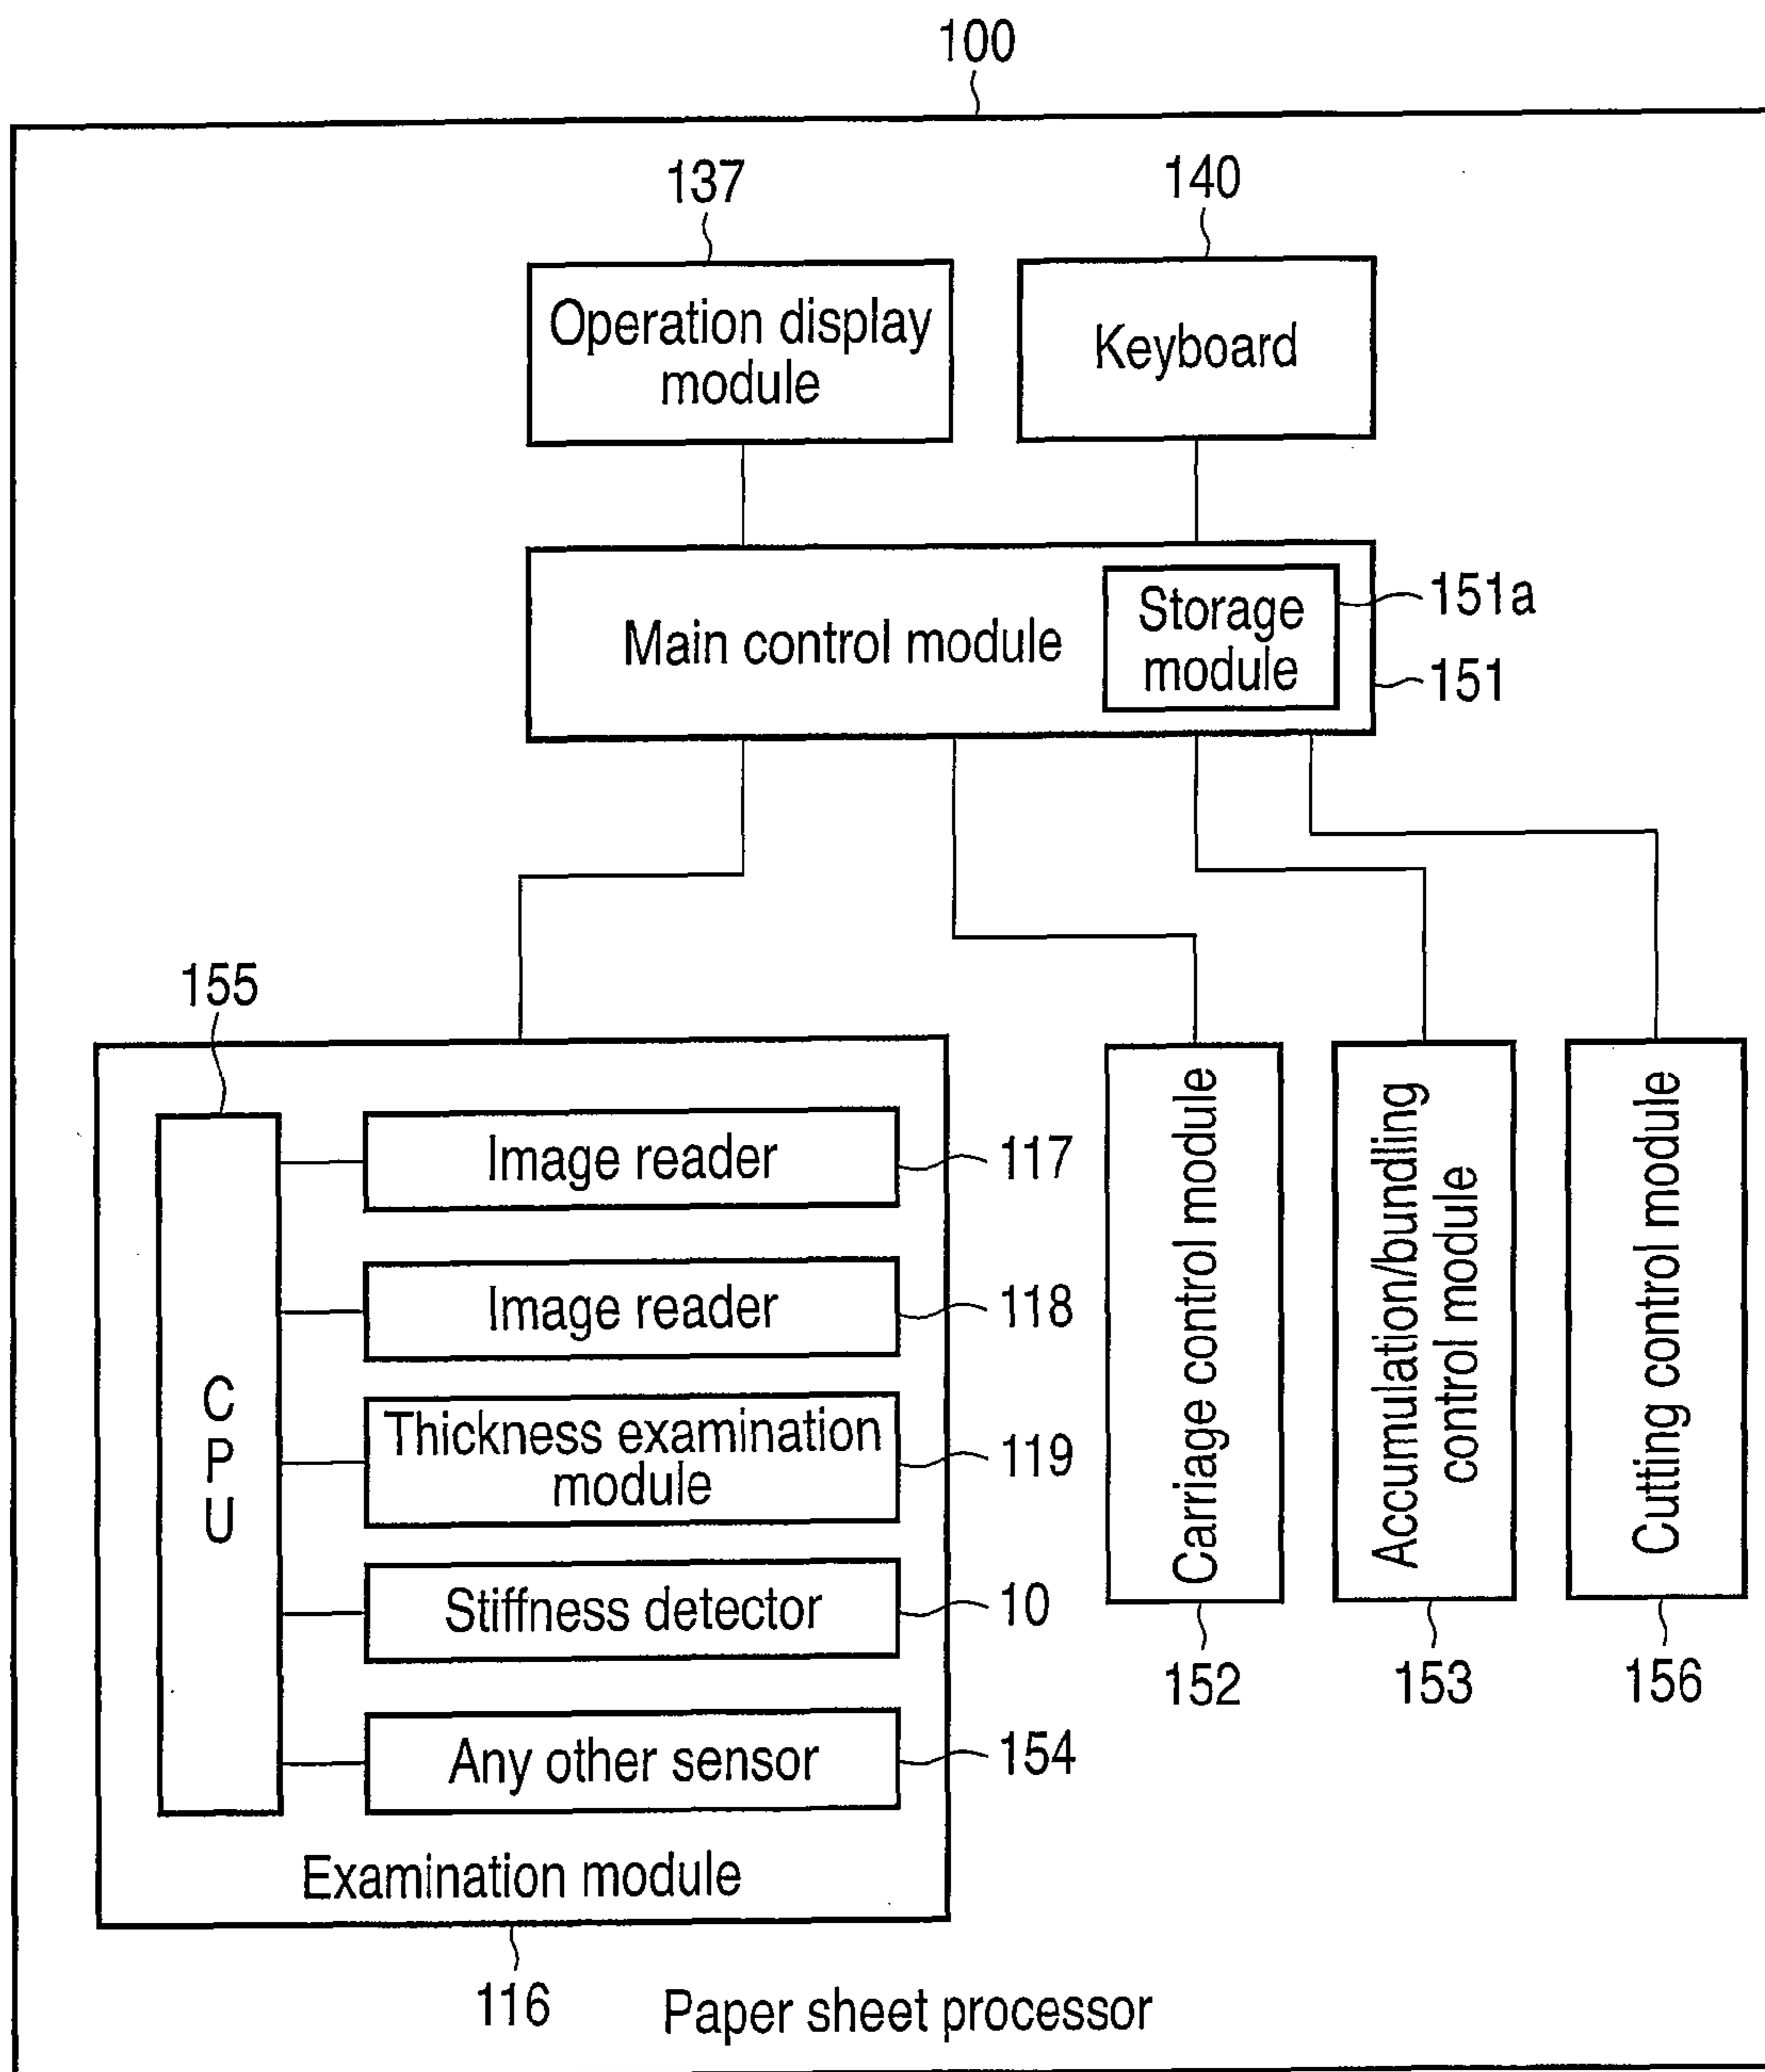 100
137
140
Operation display
module
Keyboard
Main control module
Storage
module
151a
151
155
CPU
Image reader
117
Image reader
118
Thickness examination
module
119
Stiffness detector
10
Any other sensor
154
Examination module
116
Carriage control module
152
Accumulation/bundling
control module
153
Cutting control module
156
Paper sheet processor